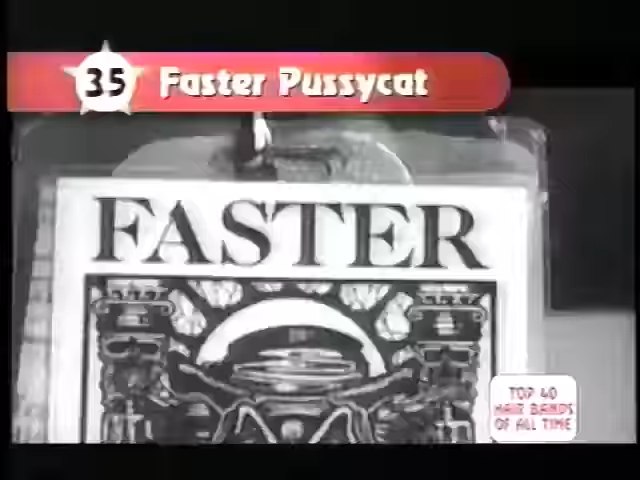 35 Faster Pussycat
FASTER
TOP 40
HAIR BANDS
OF ALL TIME